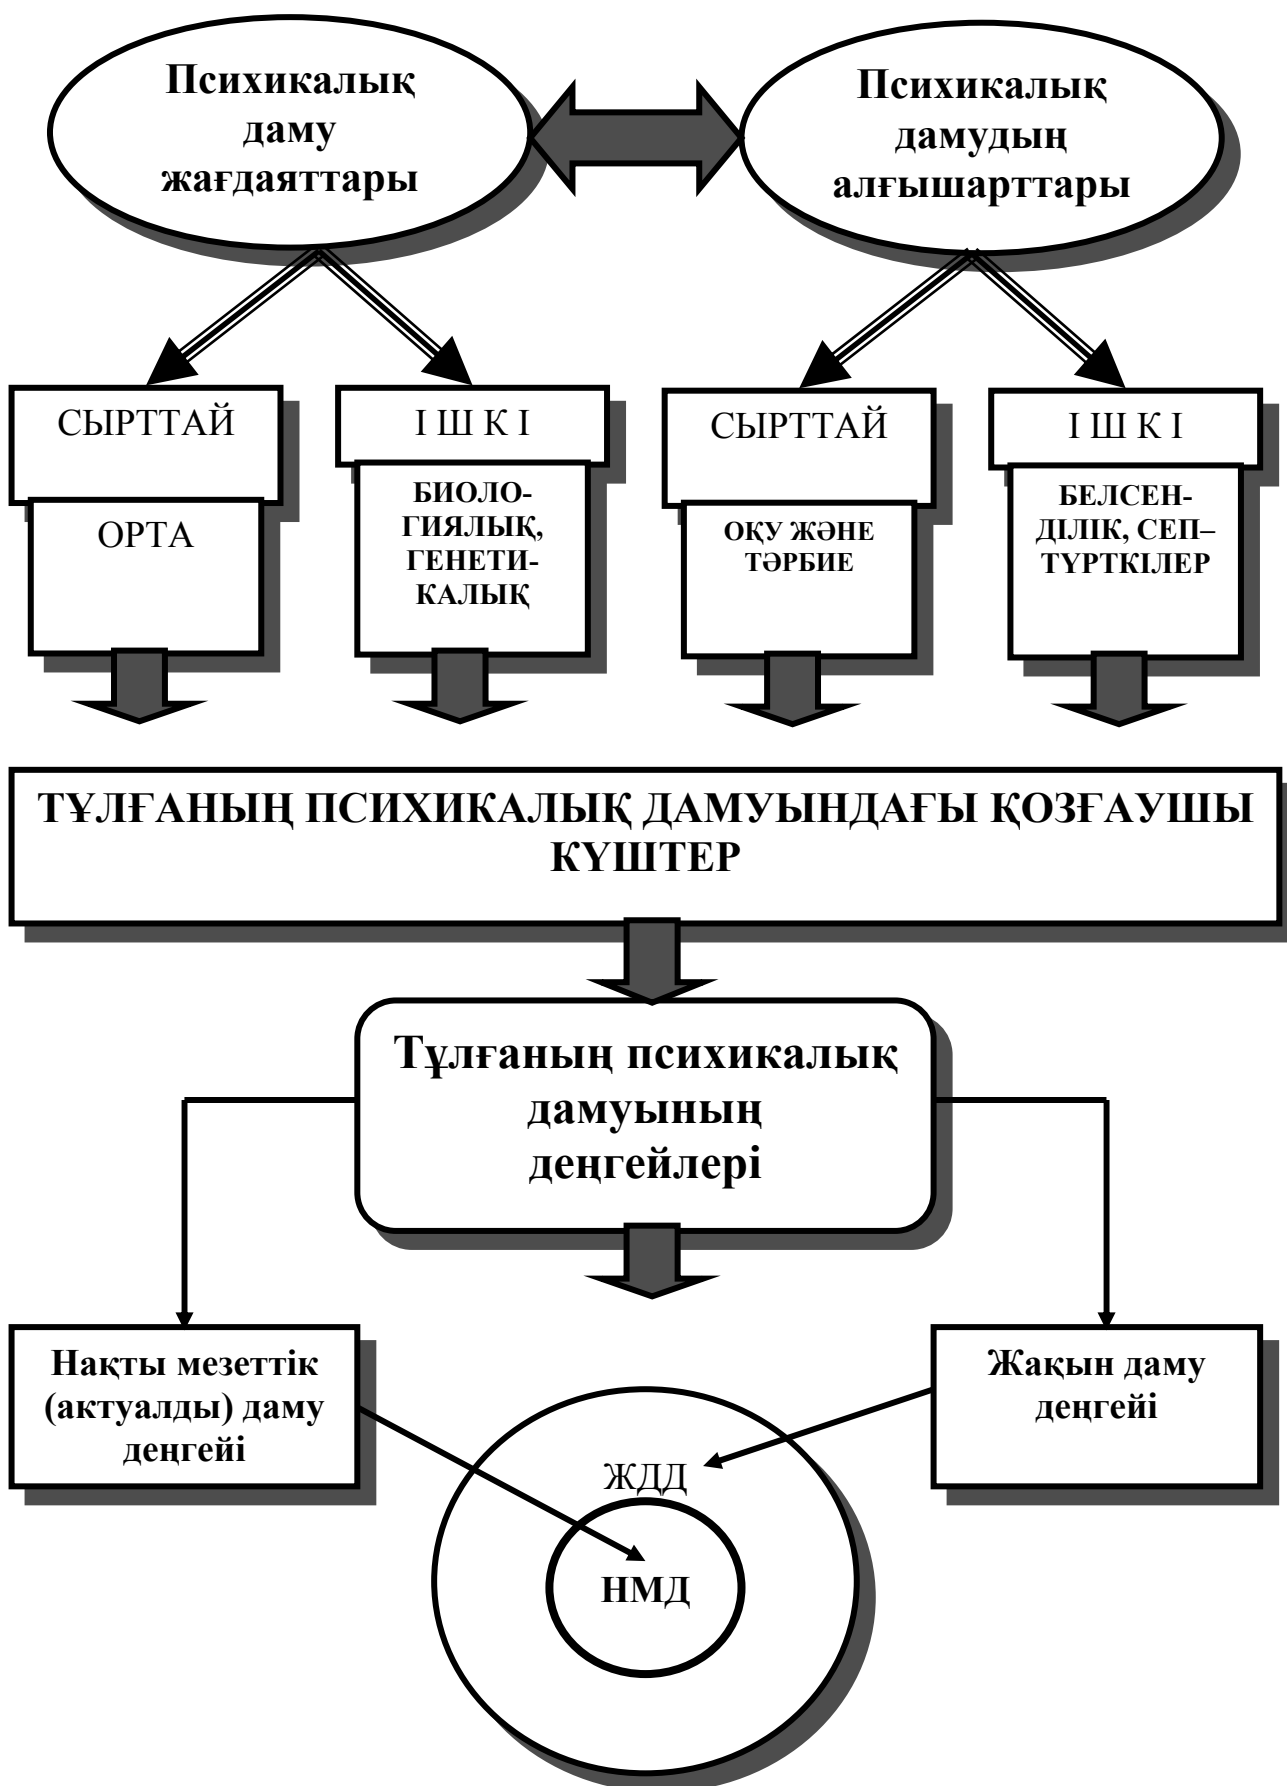 Психикалық
даму
жағдаяттары
Психикалық
дамудың
алғышарттары
СЫРТТАЙ
І Ш К І
СЫРТТАЙ
І Ш К І
ОРТА
БИОЛО-
ГИЯЛЫҚ,
ГЕНЕТИ-
КАЛЫҚ
ОҚУ ЖӘНЕ
ТӘРБИЕ
БЕЛСЕН-
ДІЛІК, СЕП–
ТҮРТКІЛЕР
ТҰЛҒАНЫҢ ПСИХИКАЛЫҚ ДАМУЫНДАҒЫ ҚОЗҒАУШЫ
КҮШТЕР
Тұлғаның психикалық
дамуының
деңгейлері
Нақты мезеттік
(актуалды) даму
деңгейі
Жақын даму
деңгейі
ЖДД
НМД